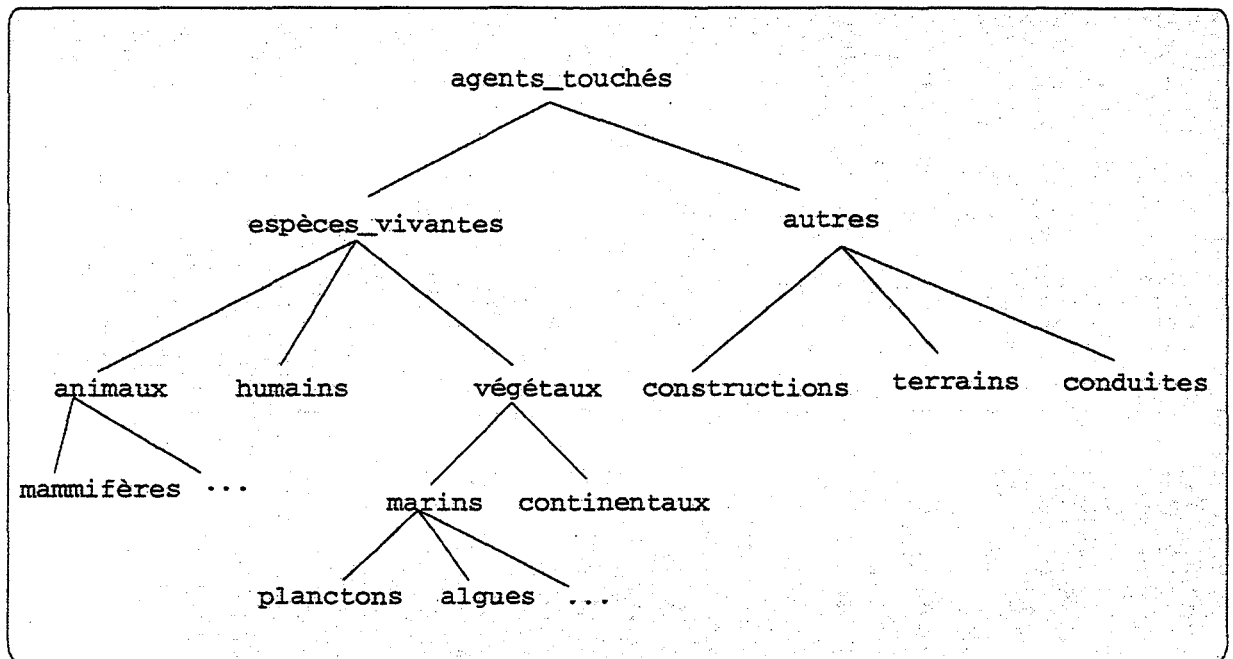 agents_touchés
espèces_vivantes autres
animaux humains végétaux constructions terrains conduites
mammifères ...
marins continentaux
planctons algues ...